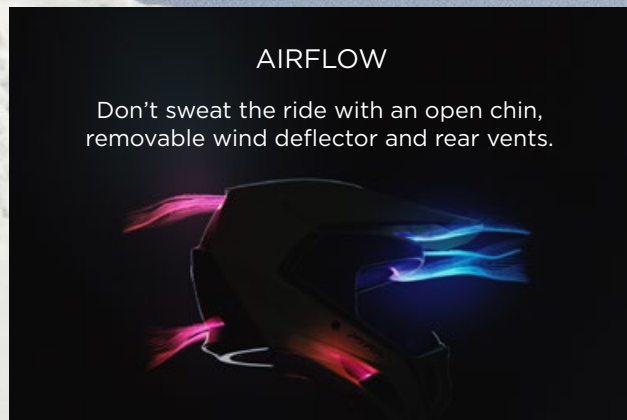 AIRFLOW
Don’t sweat the ride with an open chin,
removable wind deflector and rear vents.